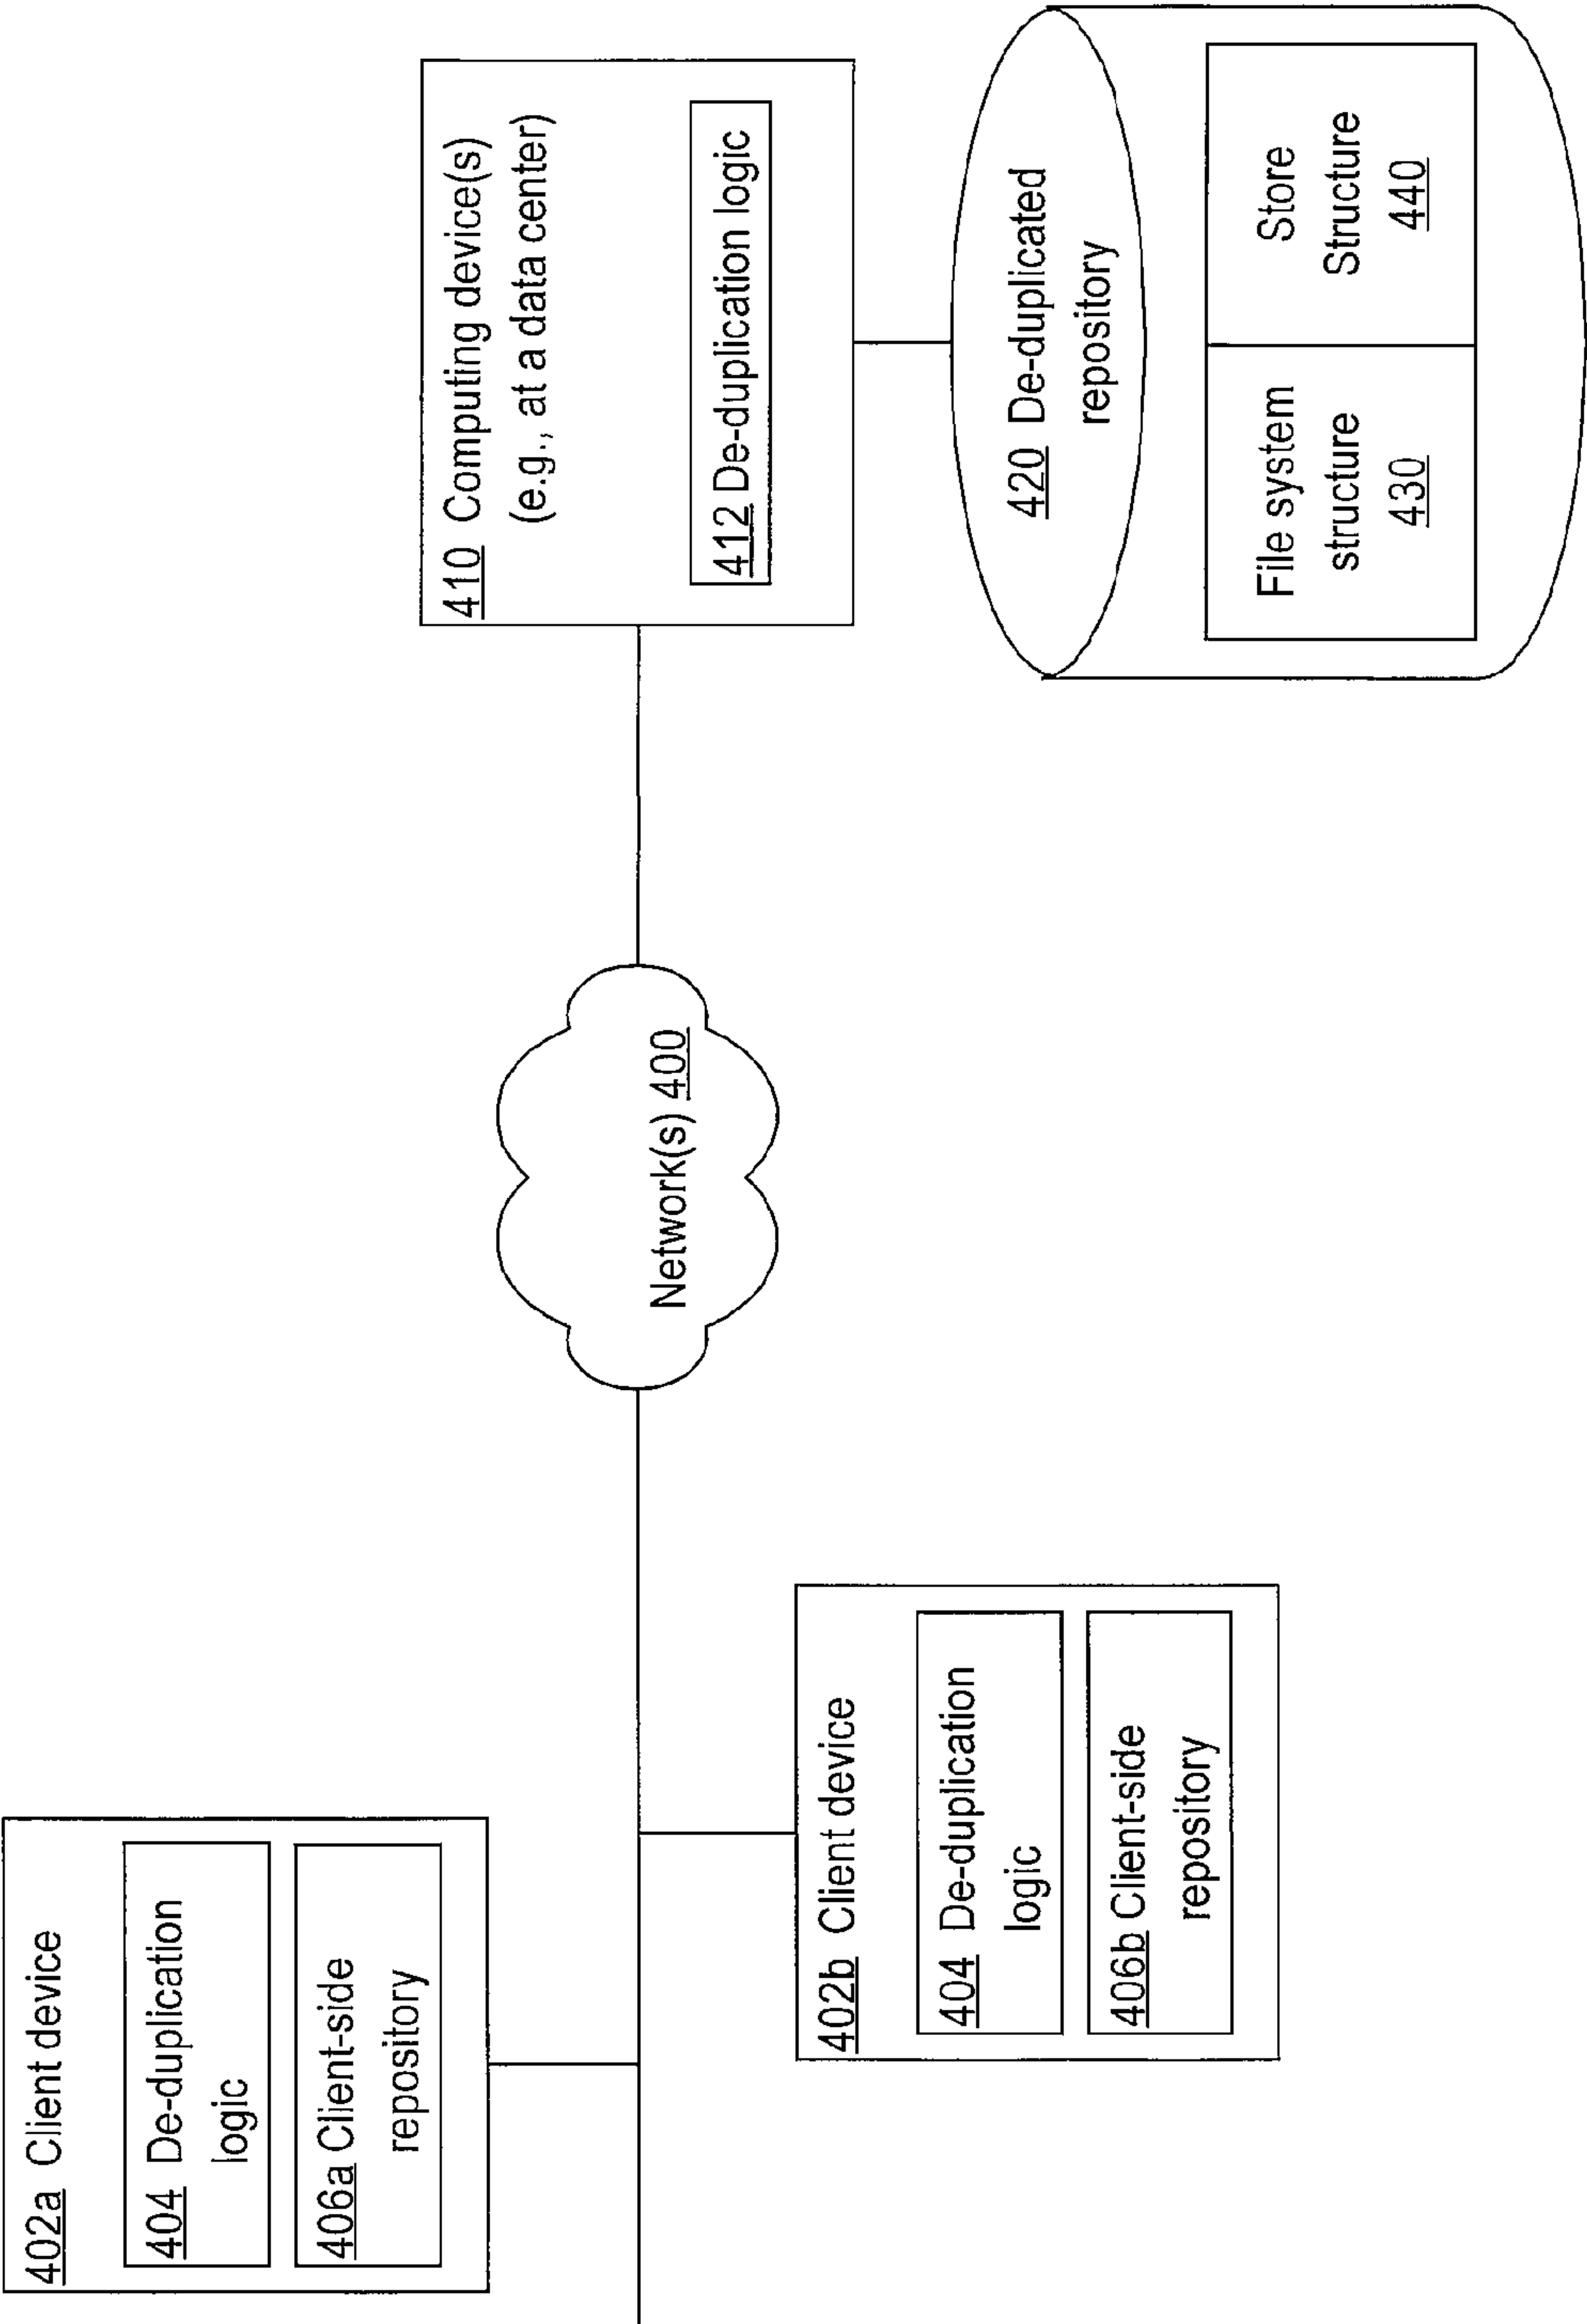 402a Client device
404 De-duplication
logic
406a Client-side
repository
402b Client device
404 De-duplication
logic
406b Client-side
repository
Network(s) 400
410 Computing device(s)
(e.g., at a data center)
412 De-duplication logic
420 De-duplicated
repository
File system
structure
430
Store
Structure
440